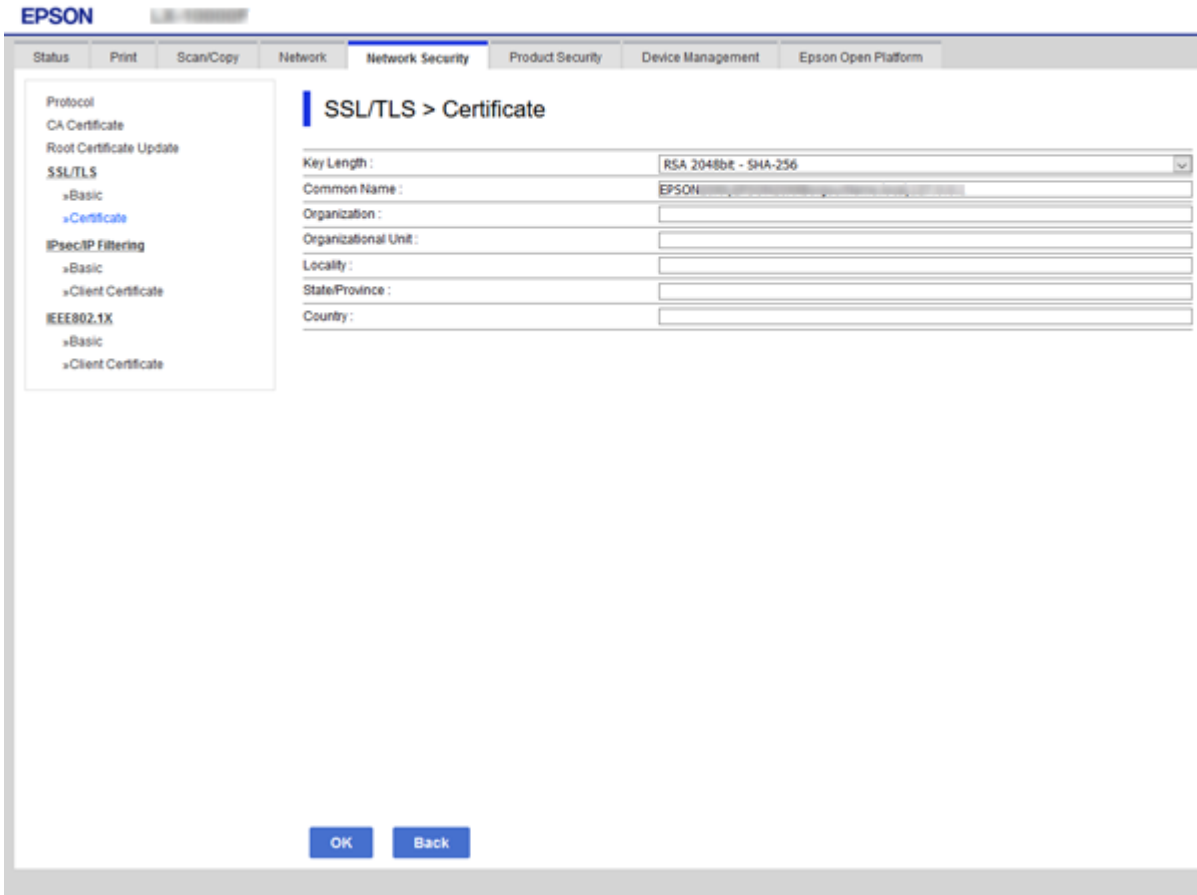 EPSON
Status Print Scan/Copy Network Network Security Product Security Device Management Epson Open Platform
Protocol
CA Certificate
Root Certificate Update
SSL/TLS
»Basic
»Certificate
IPsec/IP Filtering
»Basic
»Client Certificate
IEEE802.1X
»Basic
»Client Certificate
SSL/TLS > Certificate
Key Length : RSA 2048bit - SHA-256
Common Name : EPSON
Organization :
Organizational Unit :
Locality :
State/Province :
Country :
OK Back